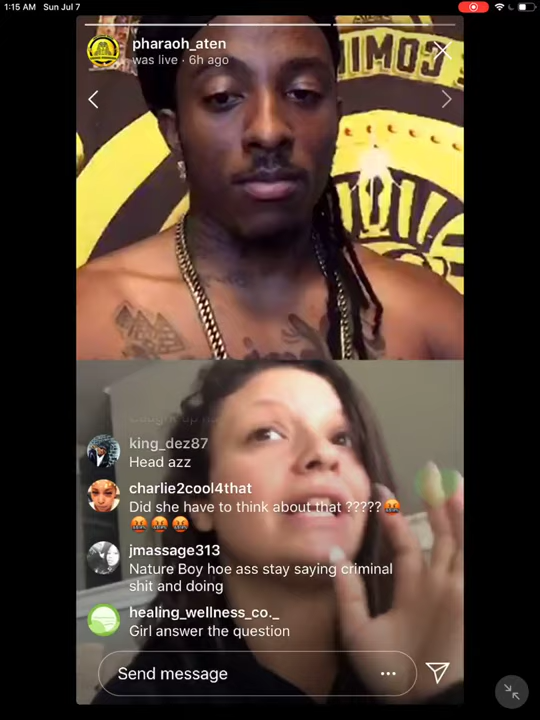 1:15 AM Sun Jul 7
pharaoh_aten
was live · 6h ago
king_dez87
Head azz
charlie2cool4that
Did she have to think about that ?????🤬
🤬🤬🤬
jmassage313
Nature Boy hoe ass stay saying criminal
shit and doing
healing_wellness_co._
Girl answer the question
Send message